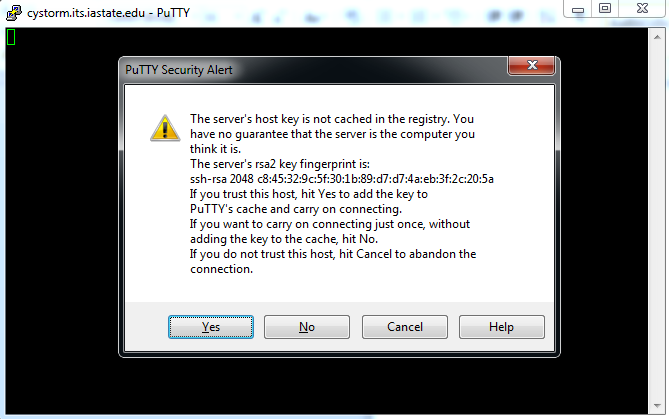 cystorm.its.iastate.edu - PuTTY
PuTTY Security Alert
The server's host key is not cached in the registry. You
have no guarantee that the server is the computer you
think it is.
The server's rsa2 key fingerprint is:
ssh-rsa 2048 c8:45:32:9c:5f:30:1b:89:d7:d7:4a:eb:3f:2c:20:5a
If you trust this host, hit Yes to add the key to
PuTTY's cache and carry on connecting.
If you want to carry on connecting just once, without
adding the key to the cache, hit No.
If you do not trust this host, hit Cancel to abandon the
connection.
Yes No Cancel Help